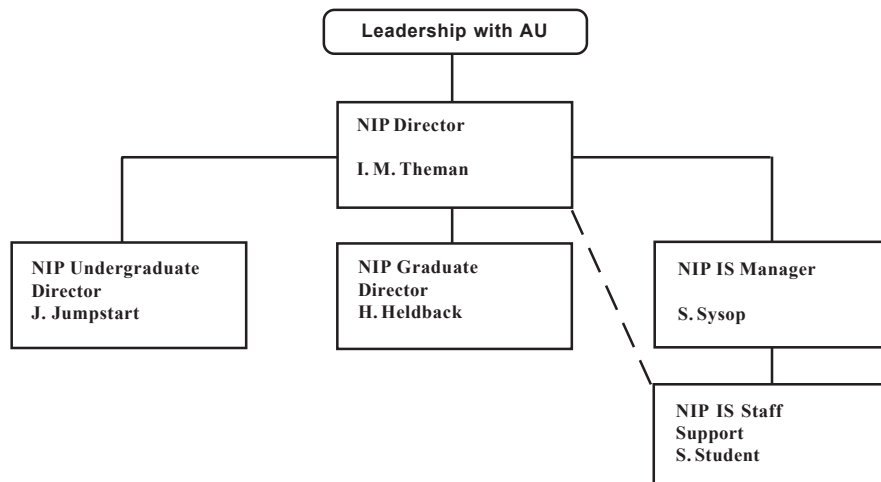 Leadership with AU
NIP Director
I. M. Theman
NIP Undergraduate
Director
J. Jumpstart
NIP Graduate
Director
H. Heldback
NIP IS Manager
S. Sysop
NIP IS Staff
Support
S. Student